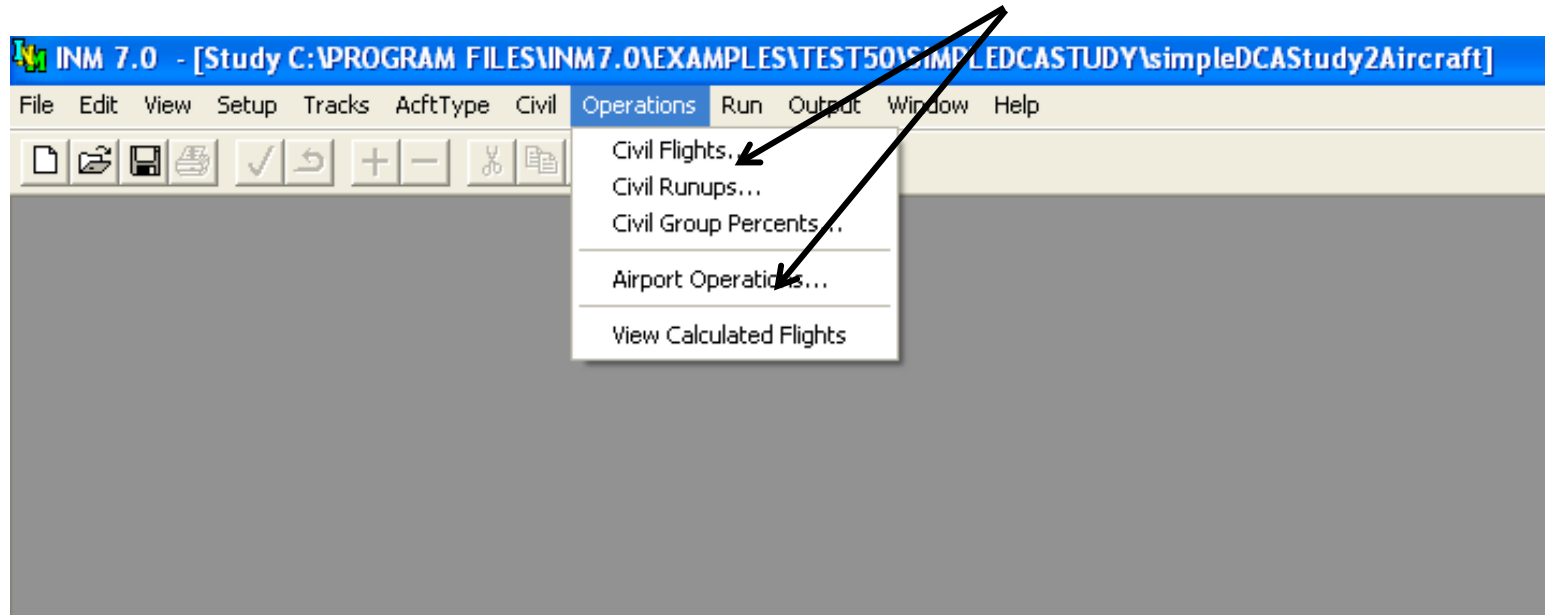 INM 7.0 - [Study C:\PROGRAM FILES\INM7.0\EXAMPLES\TEST50\SIMPLEDCASTUDY\simpleDCAStudy2Aircraft]
File Edit View Setup Tracks AcftType Civil Operations Run Output Window Help
Civil Flights...
Civil Runups...
Civil Group Percents...
Airport Operations...
View Calculated Flights